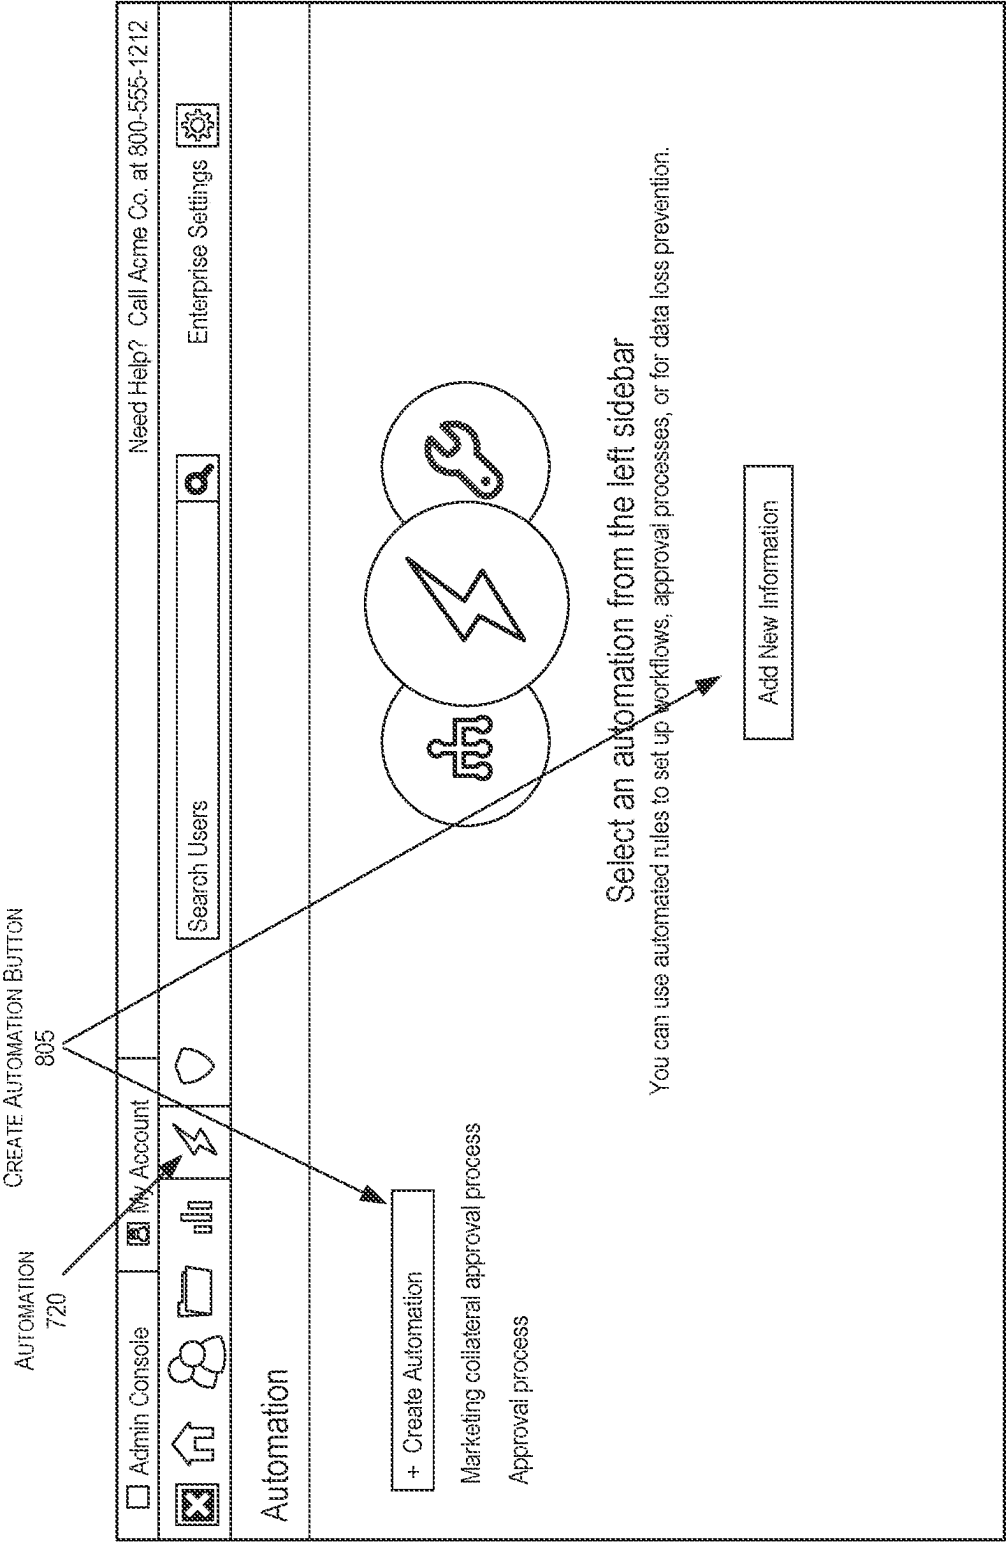 AUTOMATION
720
CREATE AUTOMATION BUTTON
805
Admin Console
My Account
Need Help? Call Acme Co. at 800-555-1212
Search Users
Enterprise Settings
Automation
+ Create Automation
Marketing collateral approval process
Approval process
Select an automation from the left sidebar
You can use automated rules to set up workflows, approval processes, or for data loss prevention.
Add New Information